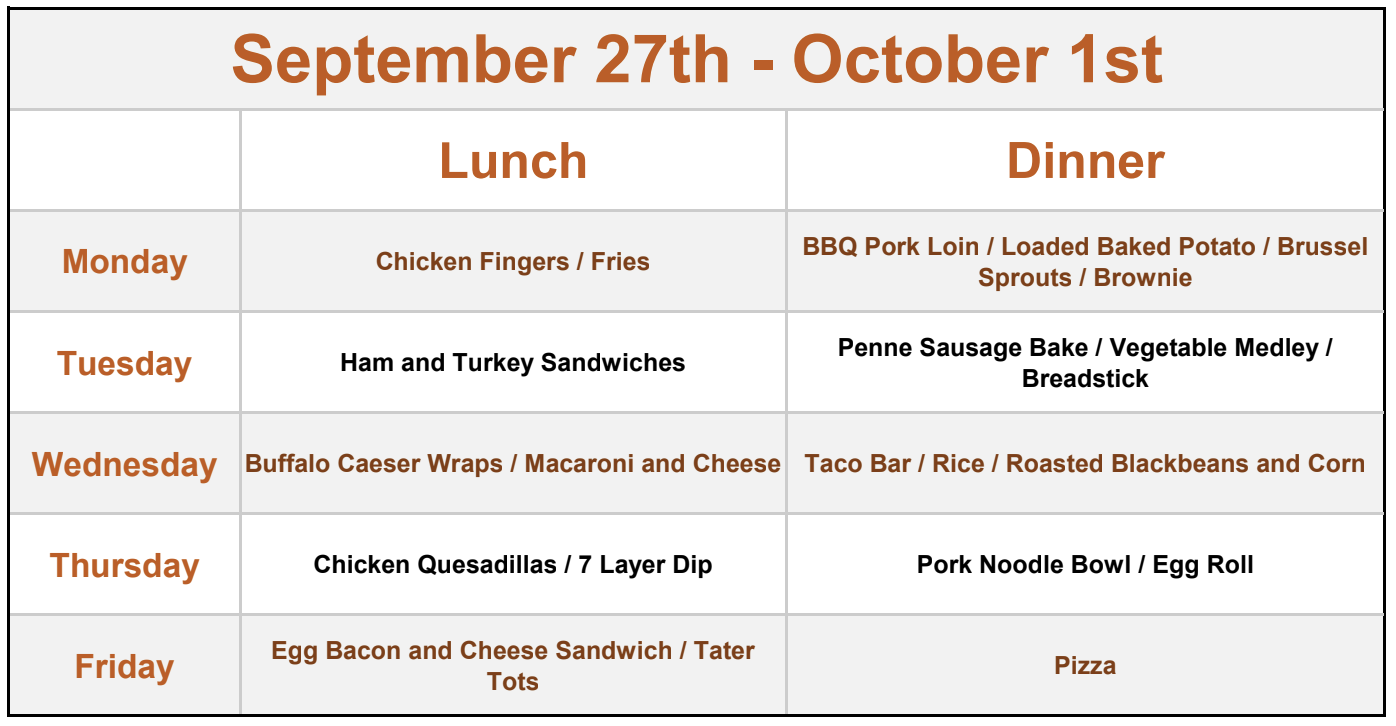 September 27th - October 1st
Lunch
Dinner
Monday
Chicken Fingers / Fries
BBQ Pork Loin / Loaded Baked Potato / Brussel
Sprouts / Brownie
Tuesday
Ham and Turkey Sandwiches
Penne Sausage Bake / Vegetable Medley /
Breadstick
Wednesday
Buffalo Caeser Wraps / Macaroni and Cheese
Taco Bar / Rice / Roasted Blackbeans and Corn
Thursday
Chicken Quesadillas / 7 Layer Dip
Pork Noodle Bowl / Egg Roll
Friday
Egg Bacon and Cheese Sandwich / Tater
Tots
Pizza